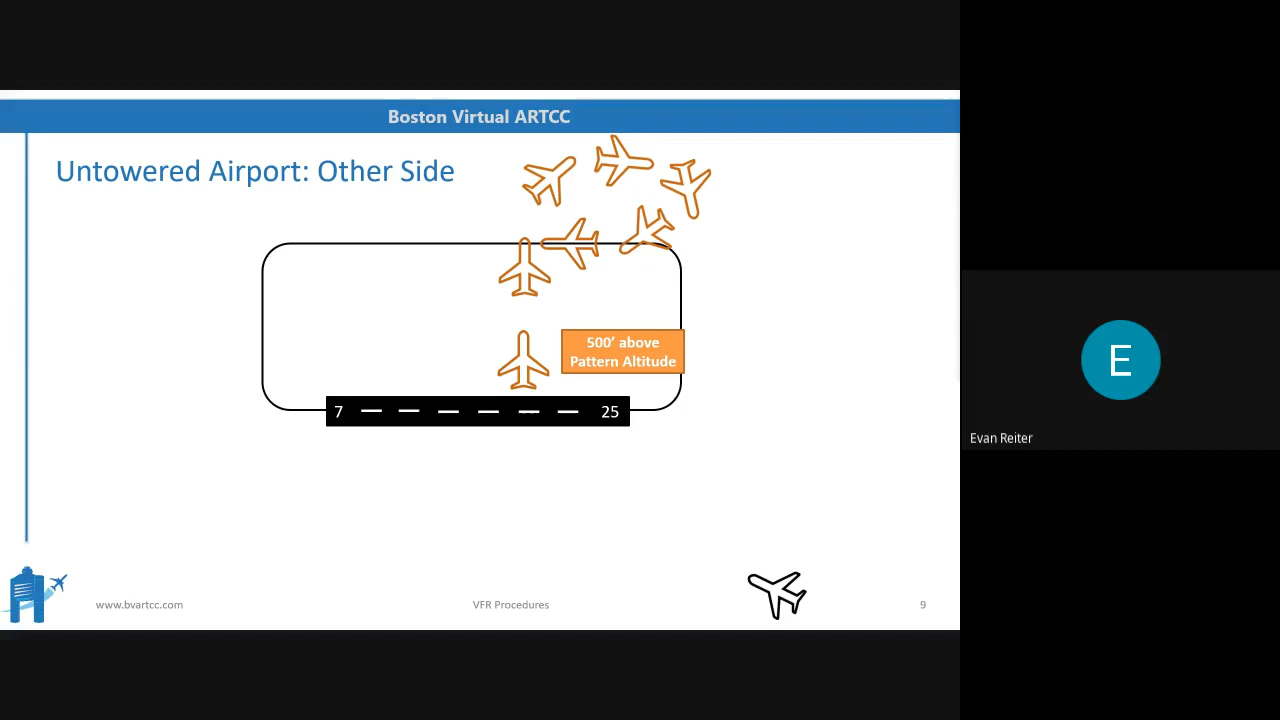 Boston Virtual ARTCC
Untowered Airport: Other Side
500' above
Pattern Altitude
7
25
E
Evan Reiter
www.bvartcc.com
VFR Procedures
9